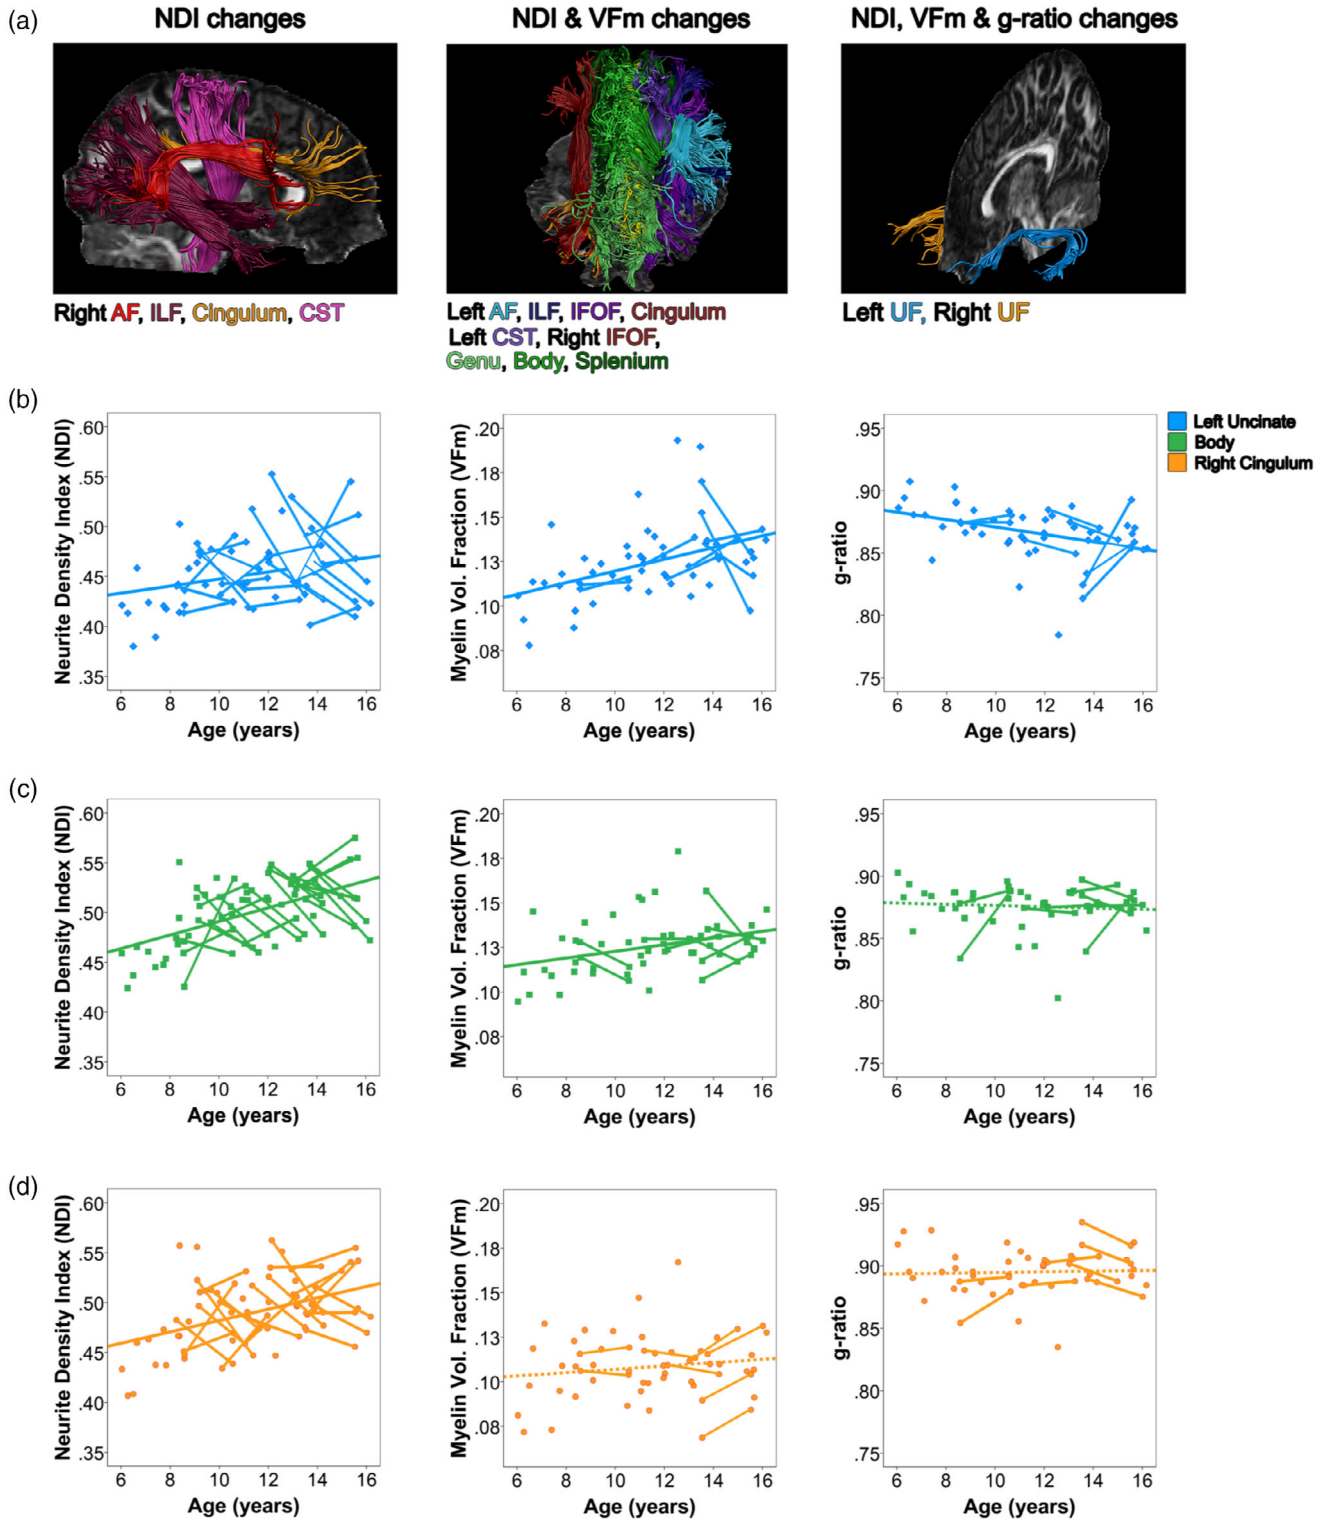 (a)
NDI changes
NDI & VFm changes
NDI, VFm & g-ratio changes
Right AF, ILF, Cingulum, CST
Left AF, ILF, IFOF, Cingulum
Left CST, Right IFOF,
Genu, Body, Splenium
Left UF, Right UF
(b)
Neurite Density Index (NDI)
.60
.55
.50
.45
.40
.35
6 8 10 12 14 16
Age (years)
Myelin Vol. Fraction (VFm)
.20
.18
.15
.13
.10
.08
6 8 10 12 14 16
Age (years)
g-ratio
.95
.90
.85
.80
.75
6 8 10 12 14 16
Age (years)
Left Uncinate
Body
Right Cingulum
(c)
Neurite Density Index (NDI)
.60
.55
.50
.45
.40
.35
6 8 10 12 14 16
Age (years)
Myelin Vol. Fraction (VFm)
.20
.18
.15
.13
.10
.08
6 8 10 12 14 16
Age (years)
g-ratio
.95
.90
.85
.80
.75
6 8 10 12 14 16
Age (years)
(d)
Neurite Density Index (NDI)
.60
.55
.50
.45
.40
.35
6 8 10 12 14 16
Age (years)
Myelin Vol. Fraction (VFm)
.20
.18
.15
.13
.10
.08
6 8 10 12 14 16
Age (years)
g-ratio
.95
.90
.85
.80
.75
6 8 10 12 14 16
Age (years)